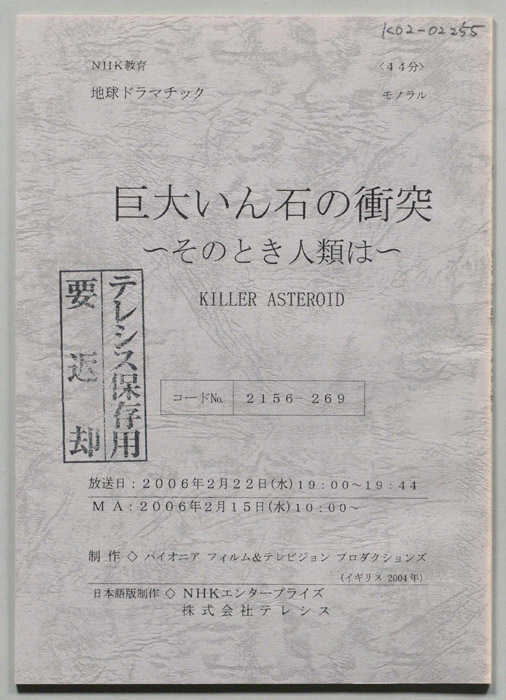 K02-02255
NHK教育 〈44分〉
地球ドラマチック モノラル
巨大いん石の衝突
〜そのとき人類は〜
KILLER ASTEROID
テレシス保存用
要返却
コードNo. 2156-269
放送日:2006年2月22日(水)19:00〜19:44
MA:2006年2月15日(水)10:00〜
制作◇パイオニア フィルム&テレビジョン プロダクションズ
(イギリス 2004年)
日本語版制作◇NHKエンタープライズ
株式会社テレシス